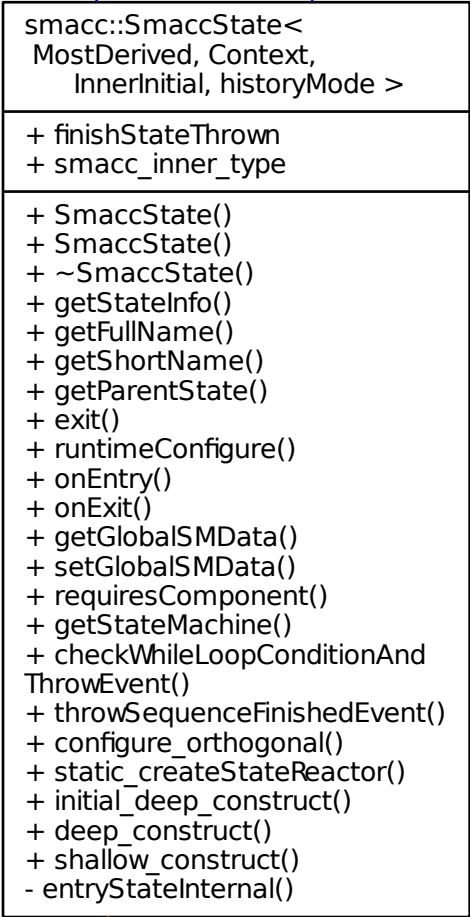 smacc::SmaccState<
MostDerived, Context,
InnerInitial, historyMode >
+ finishStateThrown
+ smacc_inner_type
+ SmaccState()
+ SmaccState()
+ ~SmaccState()
+ getStateInfo()
+ getFullName()
+ getShortName()
+ getParentState()
+ exit()
+ runtimeConfigure()
+ onEntry()
+ onExit()
+ getGlobalSMData()
+ setGlobalSMData()
+ requiresComponent()
+ getStateMachine()
+ checkWhileLoopConditionAnd
ThrowEvent()
+ throwSequenceFinishedEvent()
+ configure_orthogonal()
+ static_createStateReactor()
+ initial_deep_construct()
+ deep_construct()
+ shallow_construct()
- entryStateInternal()